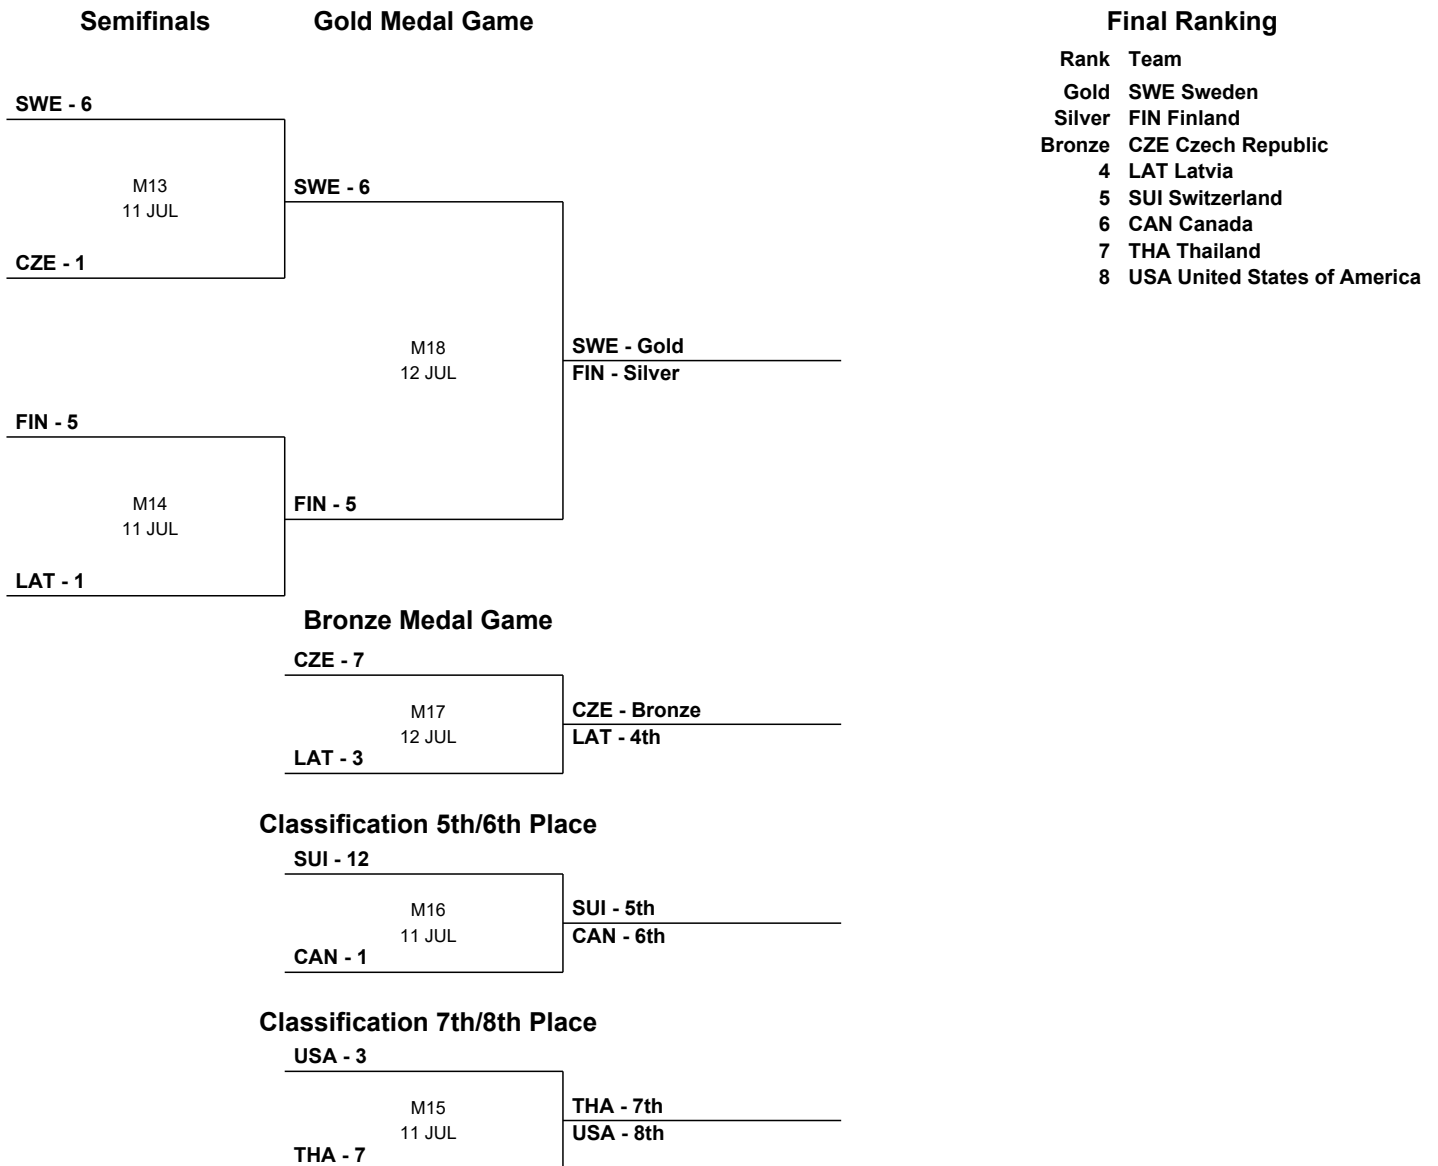 Semifinals
Gold Medal Game
Final Ranking
Rank Team
Gold SWE Sweden
Silver FIN Finland
Bronze CZE Czech Republic
4 LAT Latvia
5 SUI Switzerland
6 CAN Canada
7 THA Thailand
8 USA United States of America
SWE - 6
M13
11 JUL
CZE - 1
SWE - 6
M18
12 JUL
SWE - Gold
FIN - Silver
FIN - 5
M14
11 JUL
LAT - 1
FIN - 5
Bronze Medal Game
CZE - 7
M17
12 JUL
LAT - 3
CZE - Bronze
LAT - 4th
Classification 5th/6th Place
SUI - 12
M16
11 JUL
CAN - 1
SUI - 5th
CAN - 6th
Classification 7th/8th Place
USA - 3
M15
11 JUL
THA - 7
THA - 7th
USA - 8th